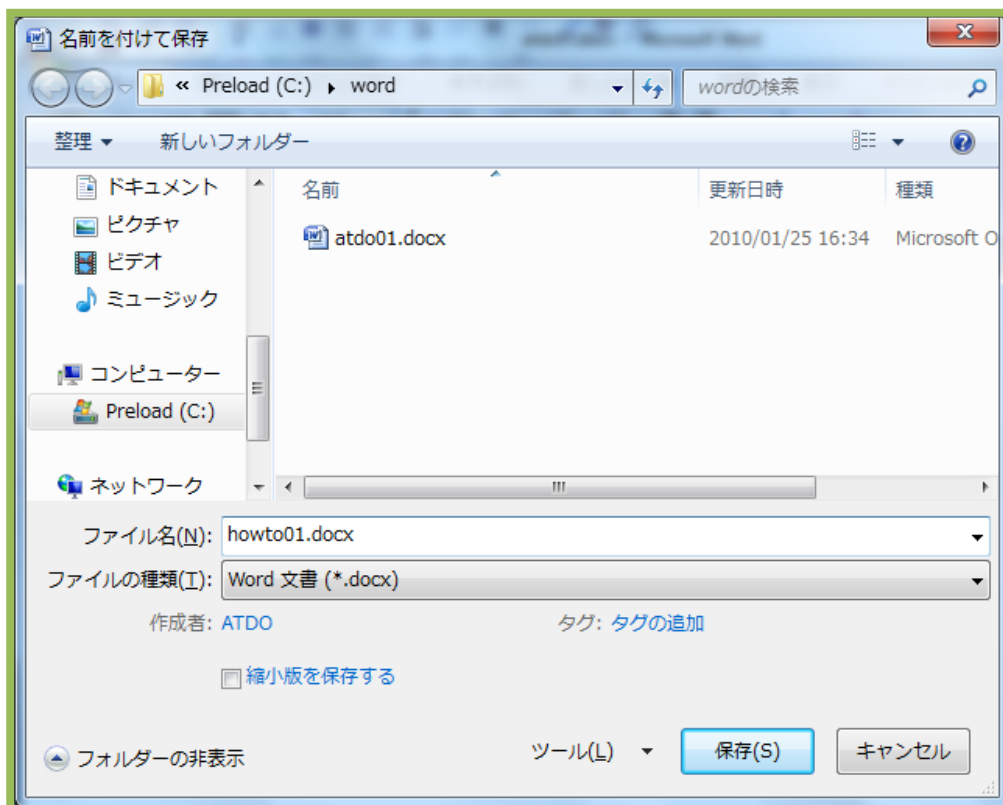 名前を付けて保存
« Preload (C:) word
wordの検索
整理 新しいフォルダー
ドキュメント
ピクチャ
ビデオ
ミュージック
コンピューター
Preload (C:)
ネットワーク
名前 更新日時 種類
atdo01.docx 2010/01/25 16:34 Microsoft O
ファイル名(N): howto01.docx
ファイルの種類(T): Word 文書 (*.docx)
作成者: ATDO タグ: タグの追加
縮小版を保存する
フォルダーの非表示 ツール(L) 保存(S) キャンセル